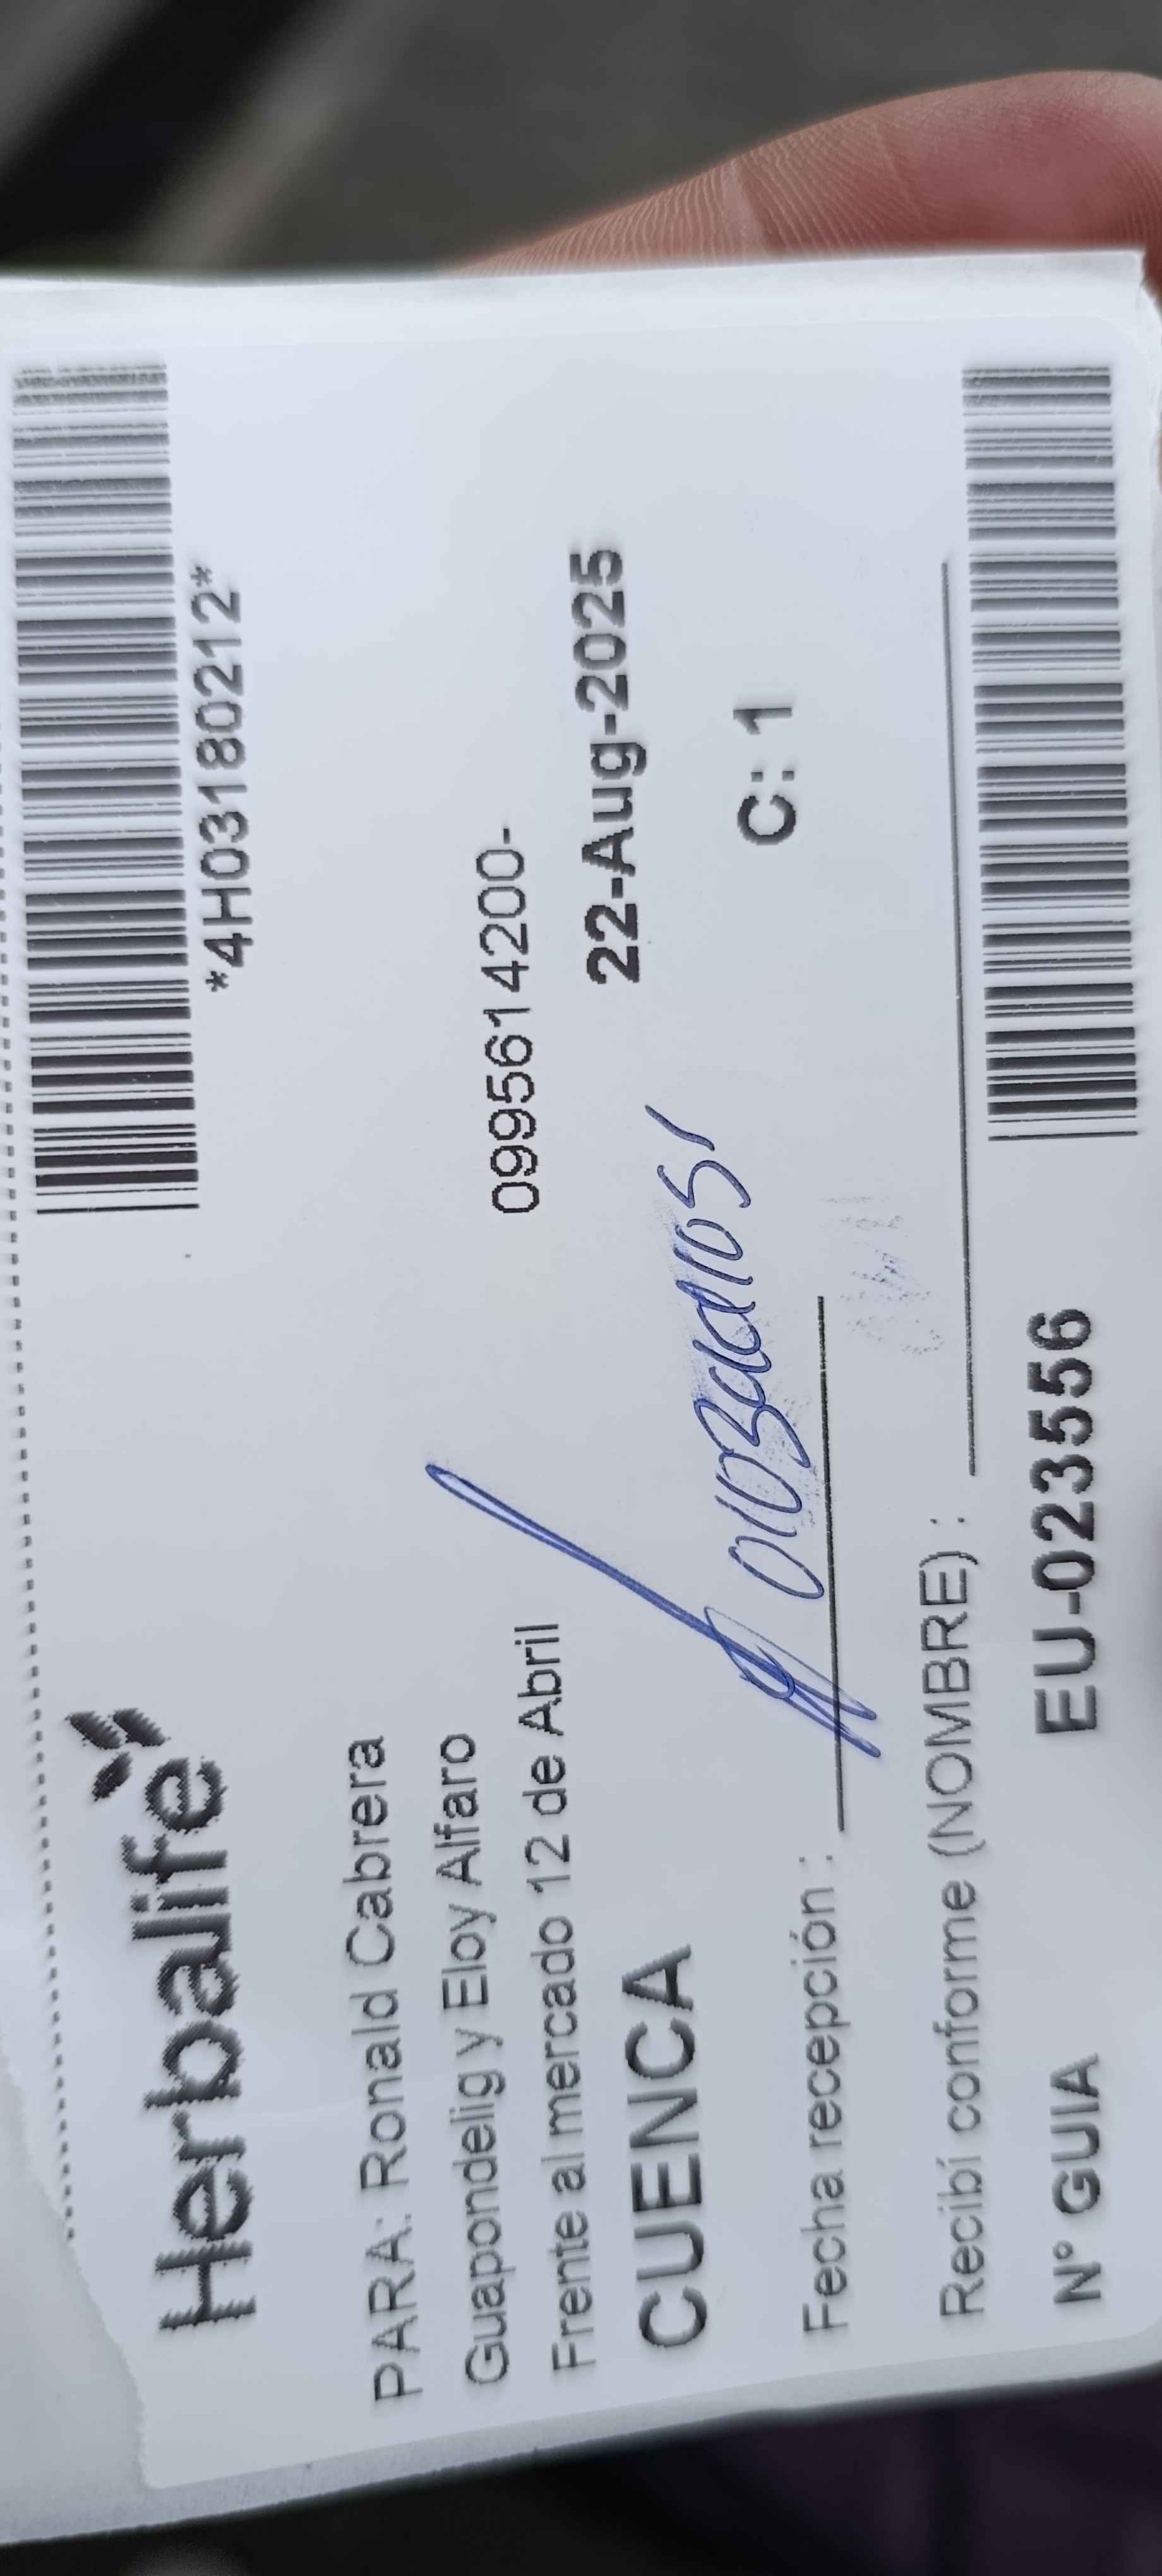 *4H03180212*
Herbalife
PARA: Ronald Cabrera
Guapondelig y Eloy Alfaro 0995614200-
Frente al mercado 12 de Abril
CUENCA 22-Aug-2025
C: 1
Fecha recepción : 0103221051
Recibí conforme (NOMBRE) :
N° GUIA EU-023556